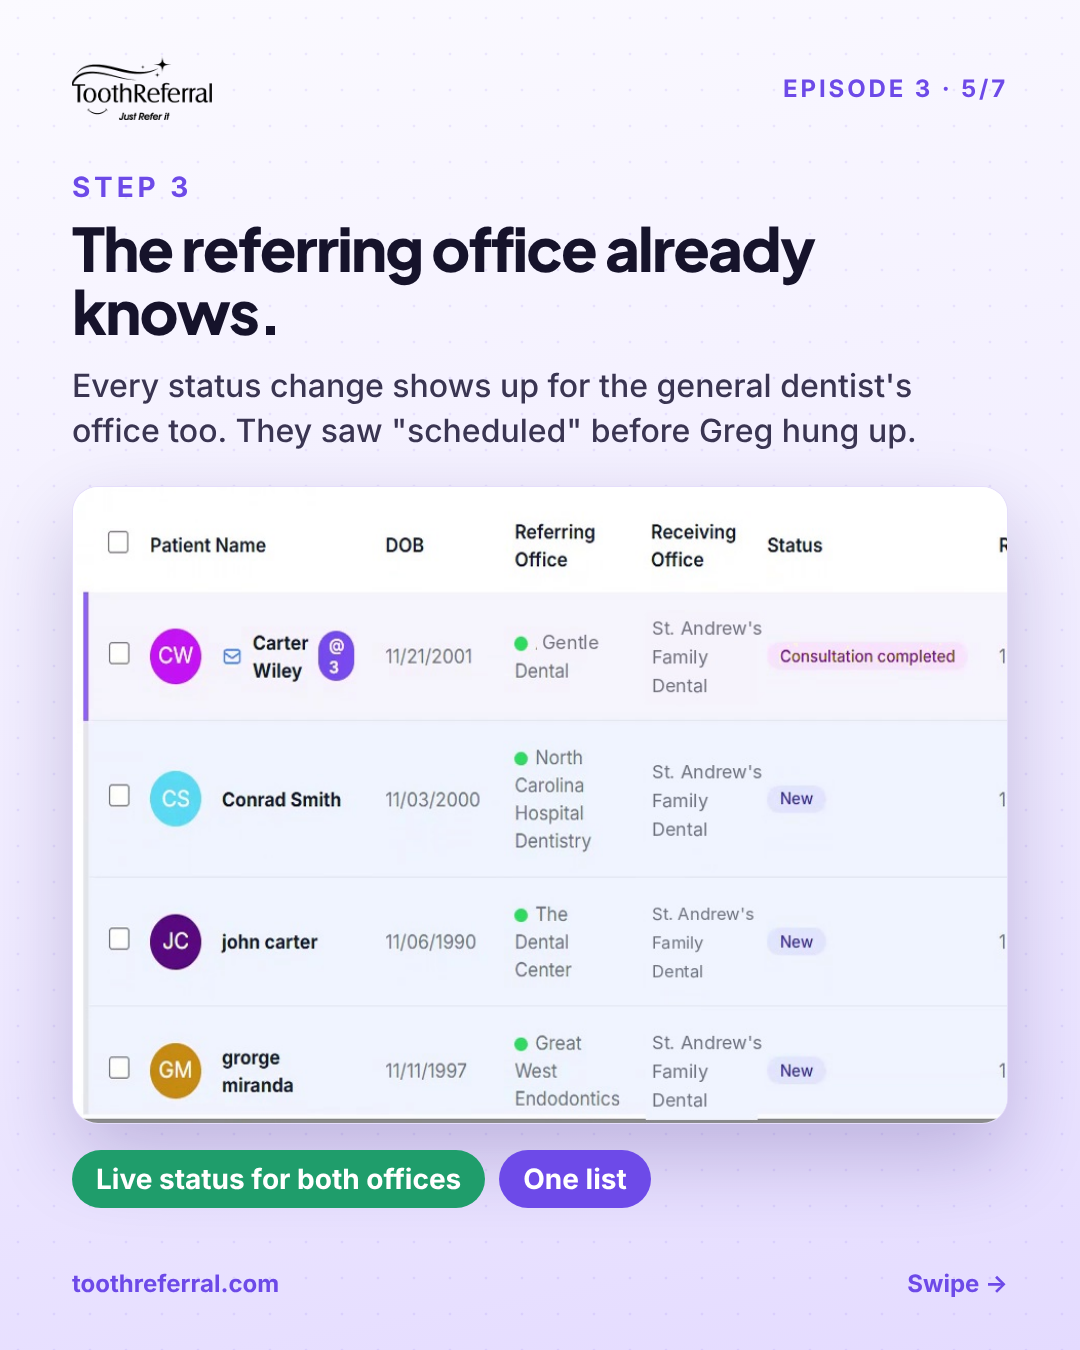 ToothReferral
Just Refer it
EPISODE 3 · 5/7
STEP 3
The referring office already
knows.
Every status change shows up for the general dentist's
office too. They saw "scheduled" before Greg hung up.
Patient Name DOB Referring Office Receiving Office Status R
CW Carter Wiley @ 3 11/21/2001 . Gentle Dental St. Andrew's Family Dental Consultation completed 1
CS Conrad Smith 11/03/2000 North Carolina Hospital Dentistry St. Andrew's Family Dental New 1
JC john carter 11/06/1990 The Dental Center St. Andrew's Family Dental New 1
GM grorge miranda 11/11/1997 Great West Endodontics St. Andrew's Family Dental New 1
Live status for both offices One list
toothreferral.com Swipe →